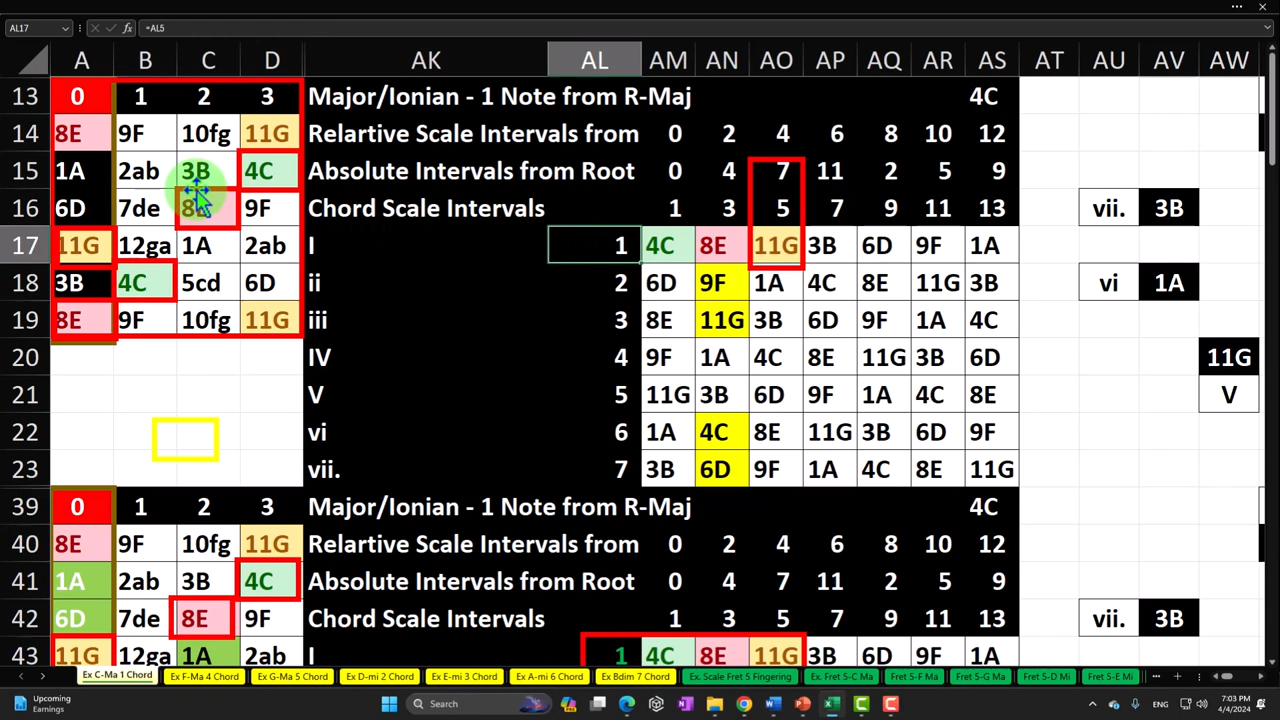 AL17 fx =AL5
A B C D AK AL AM AN AO AP AQ AR AS AT AU AV AW
13 0 1 2 3 Major/Ionian - 1 Note from R-Maj 4C
14 8E 9F 10fg 11G Relartive Scale Intervals from 0 2 4 6 8 10 12
15 1A 2ab 3B 4C Absolute Intervals from Root 0 4 7 11 2 5 9
16 6D 7de 9F Chord Scale Intervals 1 3 5 7 9 11 13 vii. 3B
17 11G 12ga 1A 2ab I 1 4C 8E 11G 3B 6D 9F 1A
18 3B 4C 5cd 6D ii 2 6D 9F 1A 4C 8E 11G 3B vi 1A
19 8E 9F 10fg 11G iii 3 8E 11G 3B 6D 9F 1A 4C
20 IV 4 9F 1A 4C 8E 11G 3B 6D 11G
21 V 5 11G 3B 6D 9F 1A 4C 8E V
22 vi 6 1A 4C 8E 11G 3B 6D 9F
23 vii. 7 3B 6D 9F 1A 4C 8E 11G
39 0 1 2 3 Major/Ionian - 1 Note from R-Maj 4C
40 8E 9F 10fg 11G Relartive Scale Intervals from 0 2 4 6 8 10 12
41 1A 2ab 3B 4C Absolute Intervals from Root 0 4 7 11 2 5 9
42 6D 7de 8E 9F Chord Scale Intervals 1 3 5 7 9 11 13 vii. 3B
43 11G 12ga 1A 2ab I 1 4C 8E 11G 3B 6D 9F 1A
Ex C-Ma 1 Chord Ex F-Ma 4 Chord Ex G-Ma 5 Chord Ex D-mi 2 Chord Ex E-mi 3 Chord Ex A-mi 6 Chord Ex Bdim 7 Chord Ex. Scale Fret 5 Fingering Ex. Fret 5-C Ma Fret 5-F Ma Fret 5-G Ma Fret 5-D Mi Fret 5-E Mi
Upcoming
Earnings
Search
7:03 PM
4/4/2024